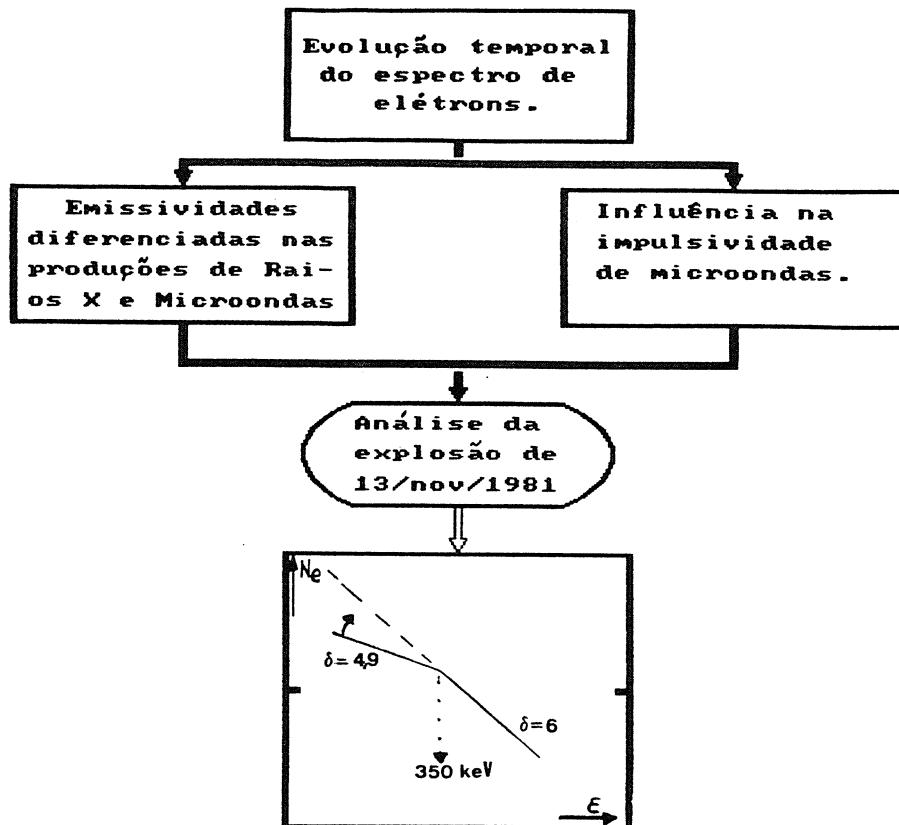 Evolução temporal
do espectro de
elétrons.
Emissividades
diferenciadas nas
produções de Rai-
os X e Microondas
Influência na
impulsividade
de microondas.
Análise da
explosão de
13/nov/1981
Ne
δ= 4,9
δ=6
350 keV
ε